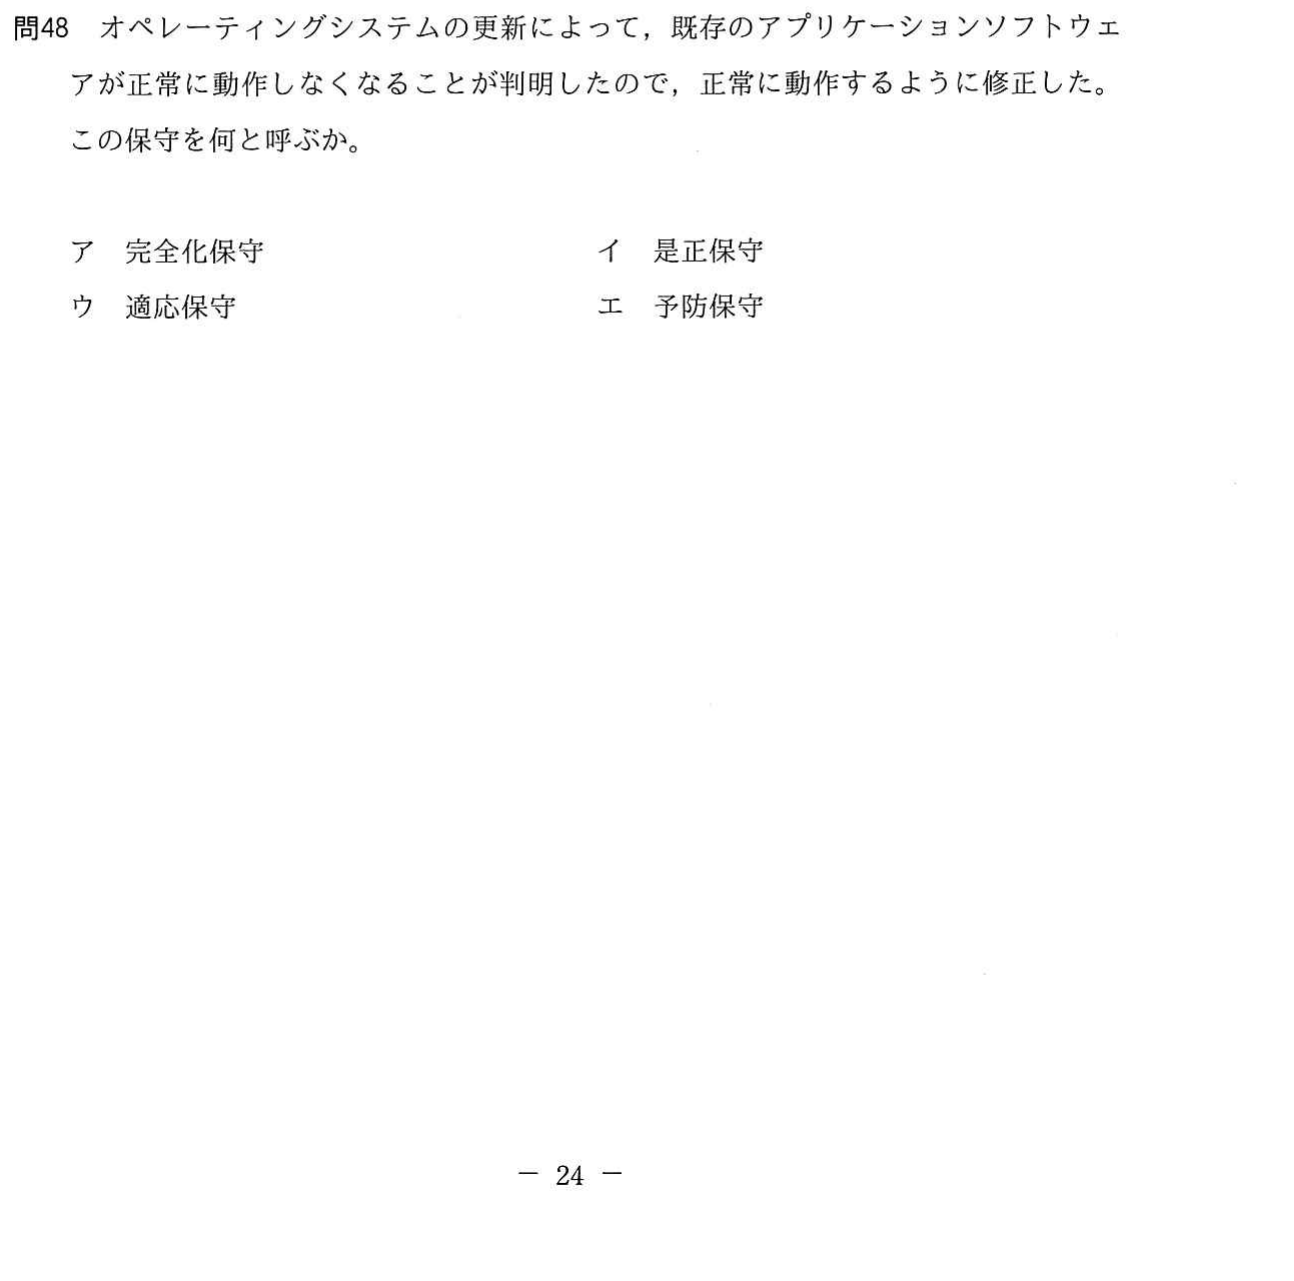 問48　オペレーティングシステムの更新によって，既存のアプリケーションソフトウェ
アが正常に動作しなくなることが判明したので，正常に動作するように修正した。
この保守を何と呼ぶか。
ア　完全化保守　イ　是正保守
ウ　適応保守　エ　予防保守
－ 24 －